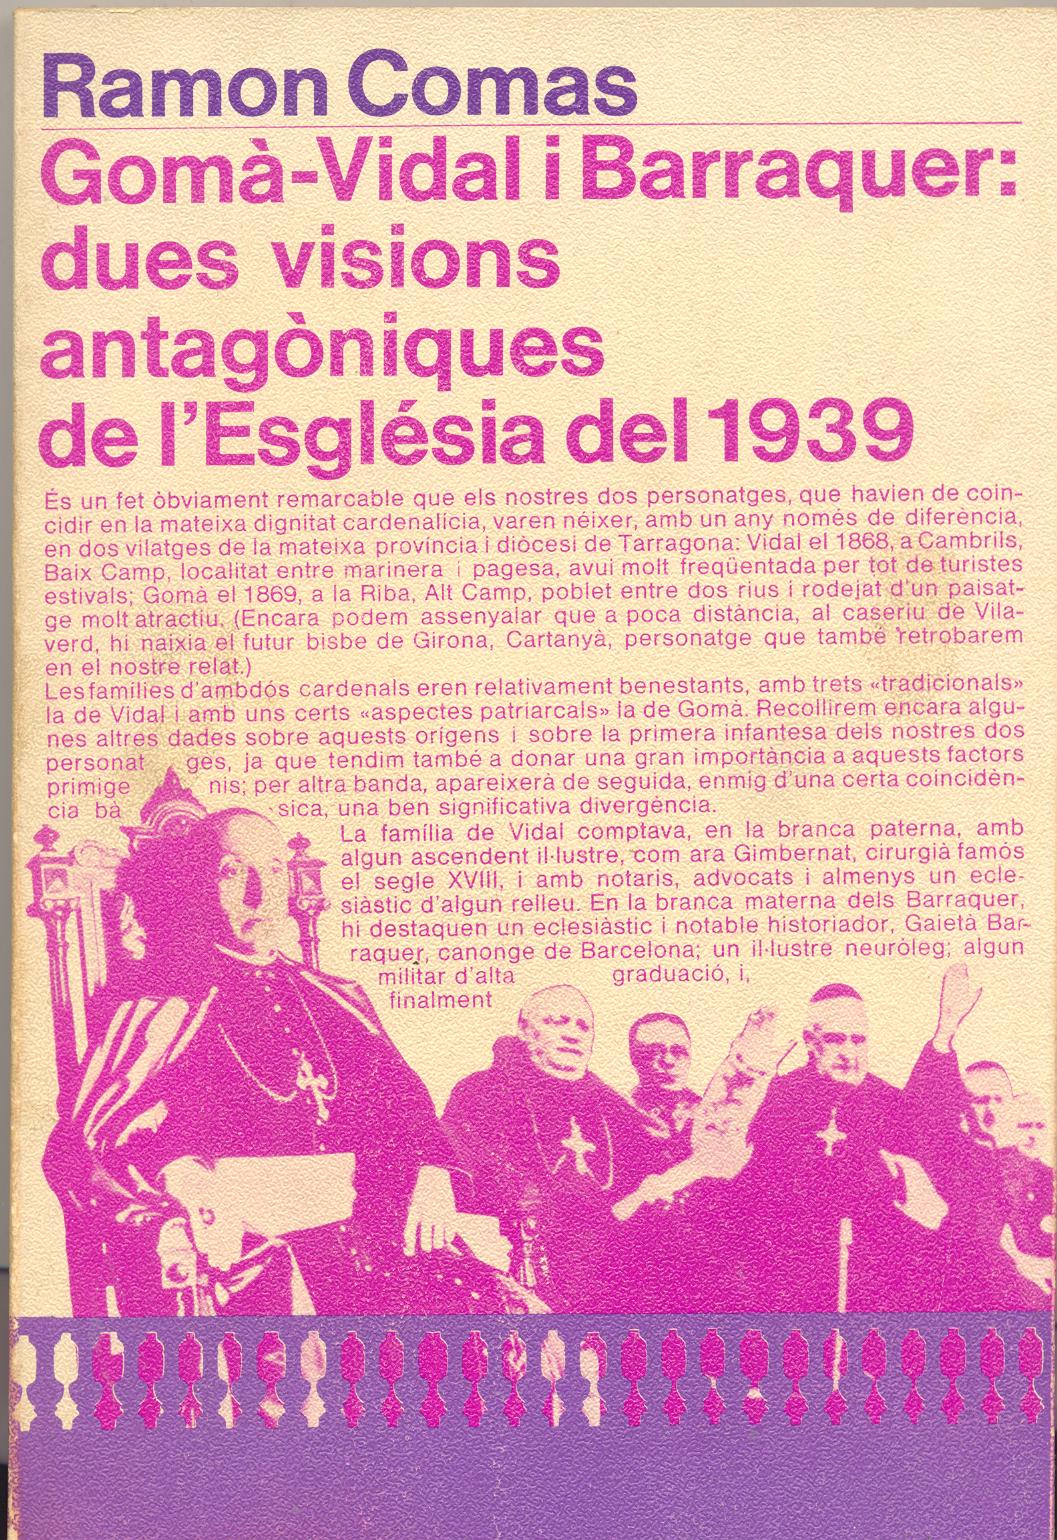 Ramon Comas
Gomà-Vidal i Barraquer:
dues visions
antagòniques
de l’Església del 1939
És un fet òbviament remarcable que els nostres dos personatges, que havien de coin-
cidir en la mateixa dignitat cardenalícia, varen néixer, amb un any només de diferència,
en dos vilatges de la mateixa província i diòcesi de Tarragona: Vidal el 1868, a Cambrils,
Baix Camp, localitat entre marinera i pagesa, avui molt freqüentada per tot de turistes
estivals; Gomà el 1869, a la Riba, Alt Camp, poblet entre dos rius i rodejat d’un paisat-
ge molt atractiu. (Encara podem assenyalar que a poca distància, al caseriu de Vila-
verd, hi naixia el futur bisbe de Girona, Cartanyà, personatge que també retrobarem
en el nostre relat.)
Les famílies d’ambdós cardenals eren relativament benestants, amb trets «tradicionals»
la de Vidal i amb uns certs «aspectes patriarcals» la de Gomà. Recollirem encara algu-
nes altres dades sobre aquests orígens i sobre la primera infantesa dels nostres dos
personat ges, ja que tendim també a donar una gran importància a aquests factors
primige nis; per altra banda, apareixerà de seguida, enmig d’una certa coincidèn-
cia bà sica, una ben significativa divergència.
La família de Vidal comptava, en la branca paterna, amb
algun ascendent il·lustre, com ara Gimbernat, cirurgià famós
el segle XVIII, i amb notaris, advocats i almenys un ecle-
siàstic d’algun relleu. En la branca materna dels Barraquer,
hi destaquen un eclesiàstic i notable historiador, Gaietà Bar-
raquer, canonge de Barcelona; un il·lustre neuròleg; algun
militar d’alta graduació, i,
finalment